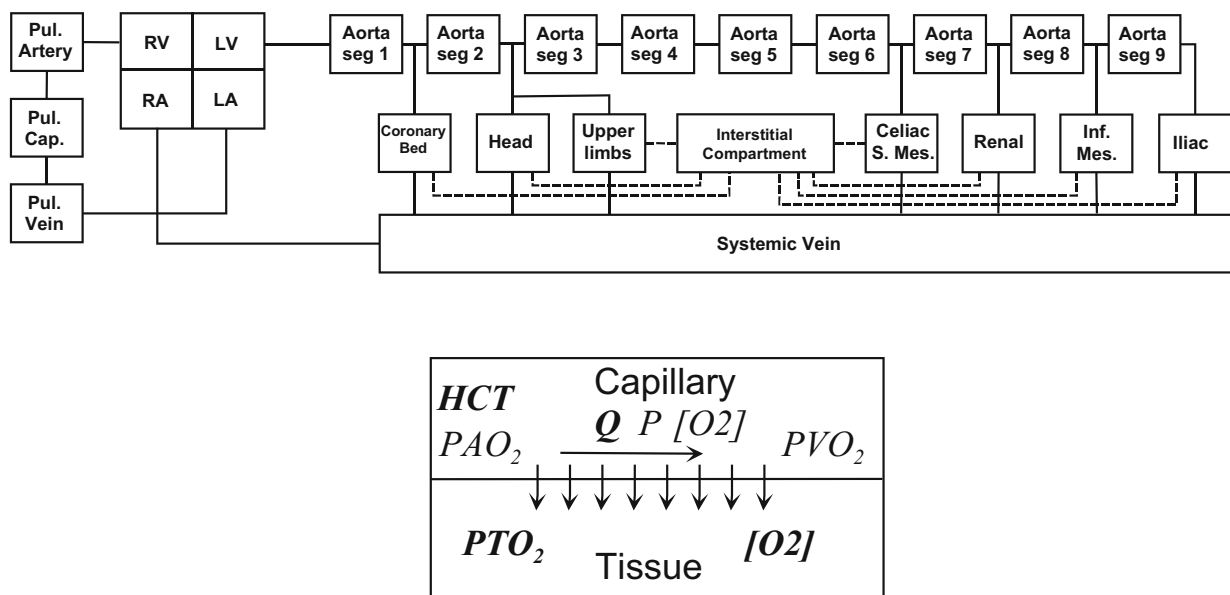 Pul.
Artery
RV
LV
Aorta
seg 1
Aorta
seg 2
Aorta
seg 3
Aorta
seg 4
Aorta
seg 5
Aorta
seg 6
Aorta
seg 7
Aorta
seg 8
Aorta
seg 9
RA
LA
Pul.
Cap.
Pul.
Vein
Coronary
Bed
Head
Upper
limbs
Interstitial
Compartment
Celiac
S. Mes.
Renal
Inf.
Mes.
Iliac
Systemic Vein
Capillary
HCT
Q P [O2]
PAO₂
PVO₂
PTO₂
[O2]
Tissue